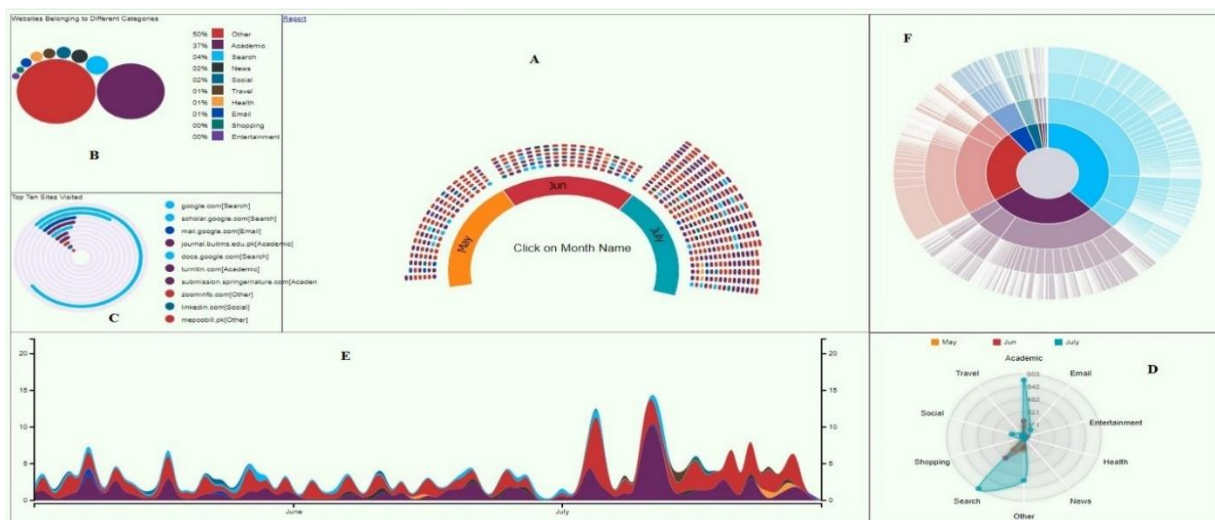 Websites Belonging to Different Categories
50% Other
37% Academic
04% Search
02% News
02% Social
01% Travel
01% Health
01% Email
00% Shopping
00% Entertainment
B
Top Ten Sites Visited
google.com[Search]
scholar.google.com[Search]
mail.google.com[Email]
journal.buitms.edu.pk[Academic]
docs.google.com[Search]
turnitin.com[Academic]
submission.springernature.com[Academ
zoominfo.com[Other]
linkedin.com[Social]
mepcobill.pk[Other]
C
Report
A
May
Jun
July
Click on Month Name
F
E
20
15
10
5
0
20
15
10
5
0
June
July
May Jun July
D
Academic
Email
Entertainment
Health
News
Other
Search
Shopping
Social
Travel